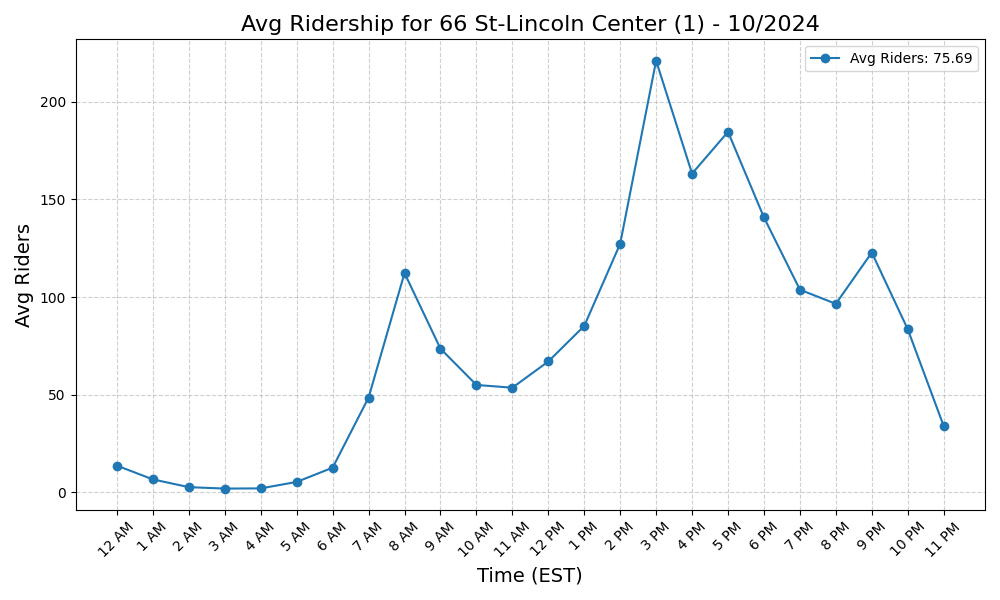 Avg Ridership for 66 St-Lincoln Center (1) - 10/2024
Avg Riders: 75.69
Avg Riders
200
150
100
50
0
12 AM
1 AM
2 AM
3 AM
4 AM
5 AM
6 AM
7 AM
8 AM
9 AM
10 AM
11 AM
12 PM
1 PM
2 PM
3 PM
4 PM
5 PM
6 PM
7 PM
8 PM
9 PM
10 PM
11 PM
Time (EST)